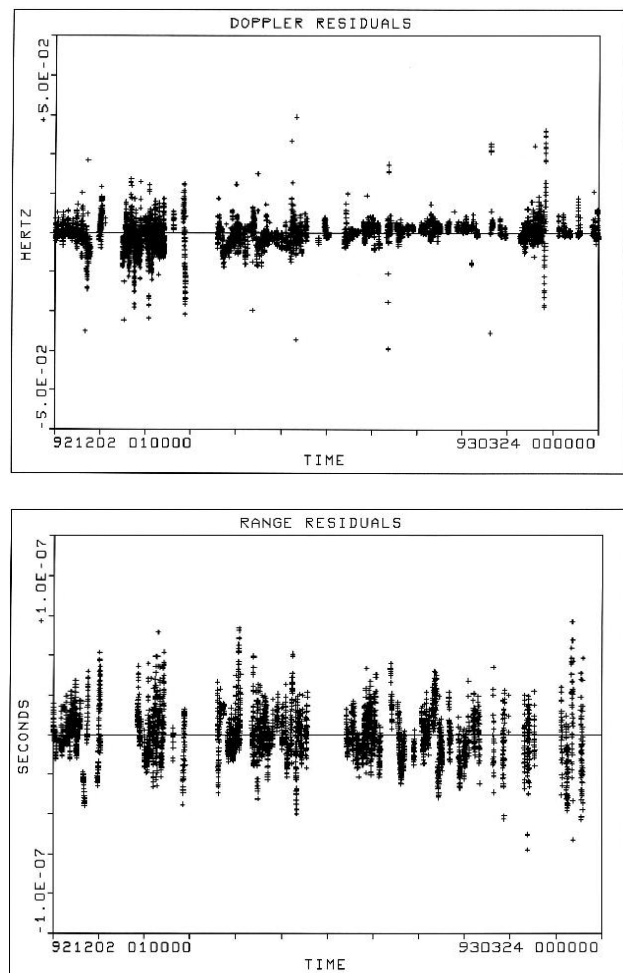 DOPPLER RESIDUALS
+5.0E-02
HERTZ
-5.0E-02
921202 010000
930324 000000
TIME
RANGE RESIDUALS
+1.0E-07
SECONDS
-1.0E-07
921202 010000
930324 000000
TIME